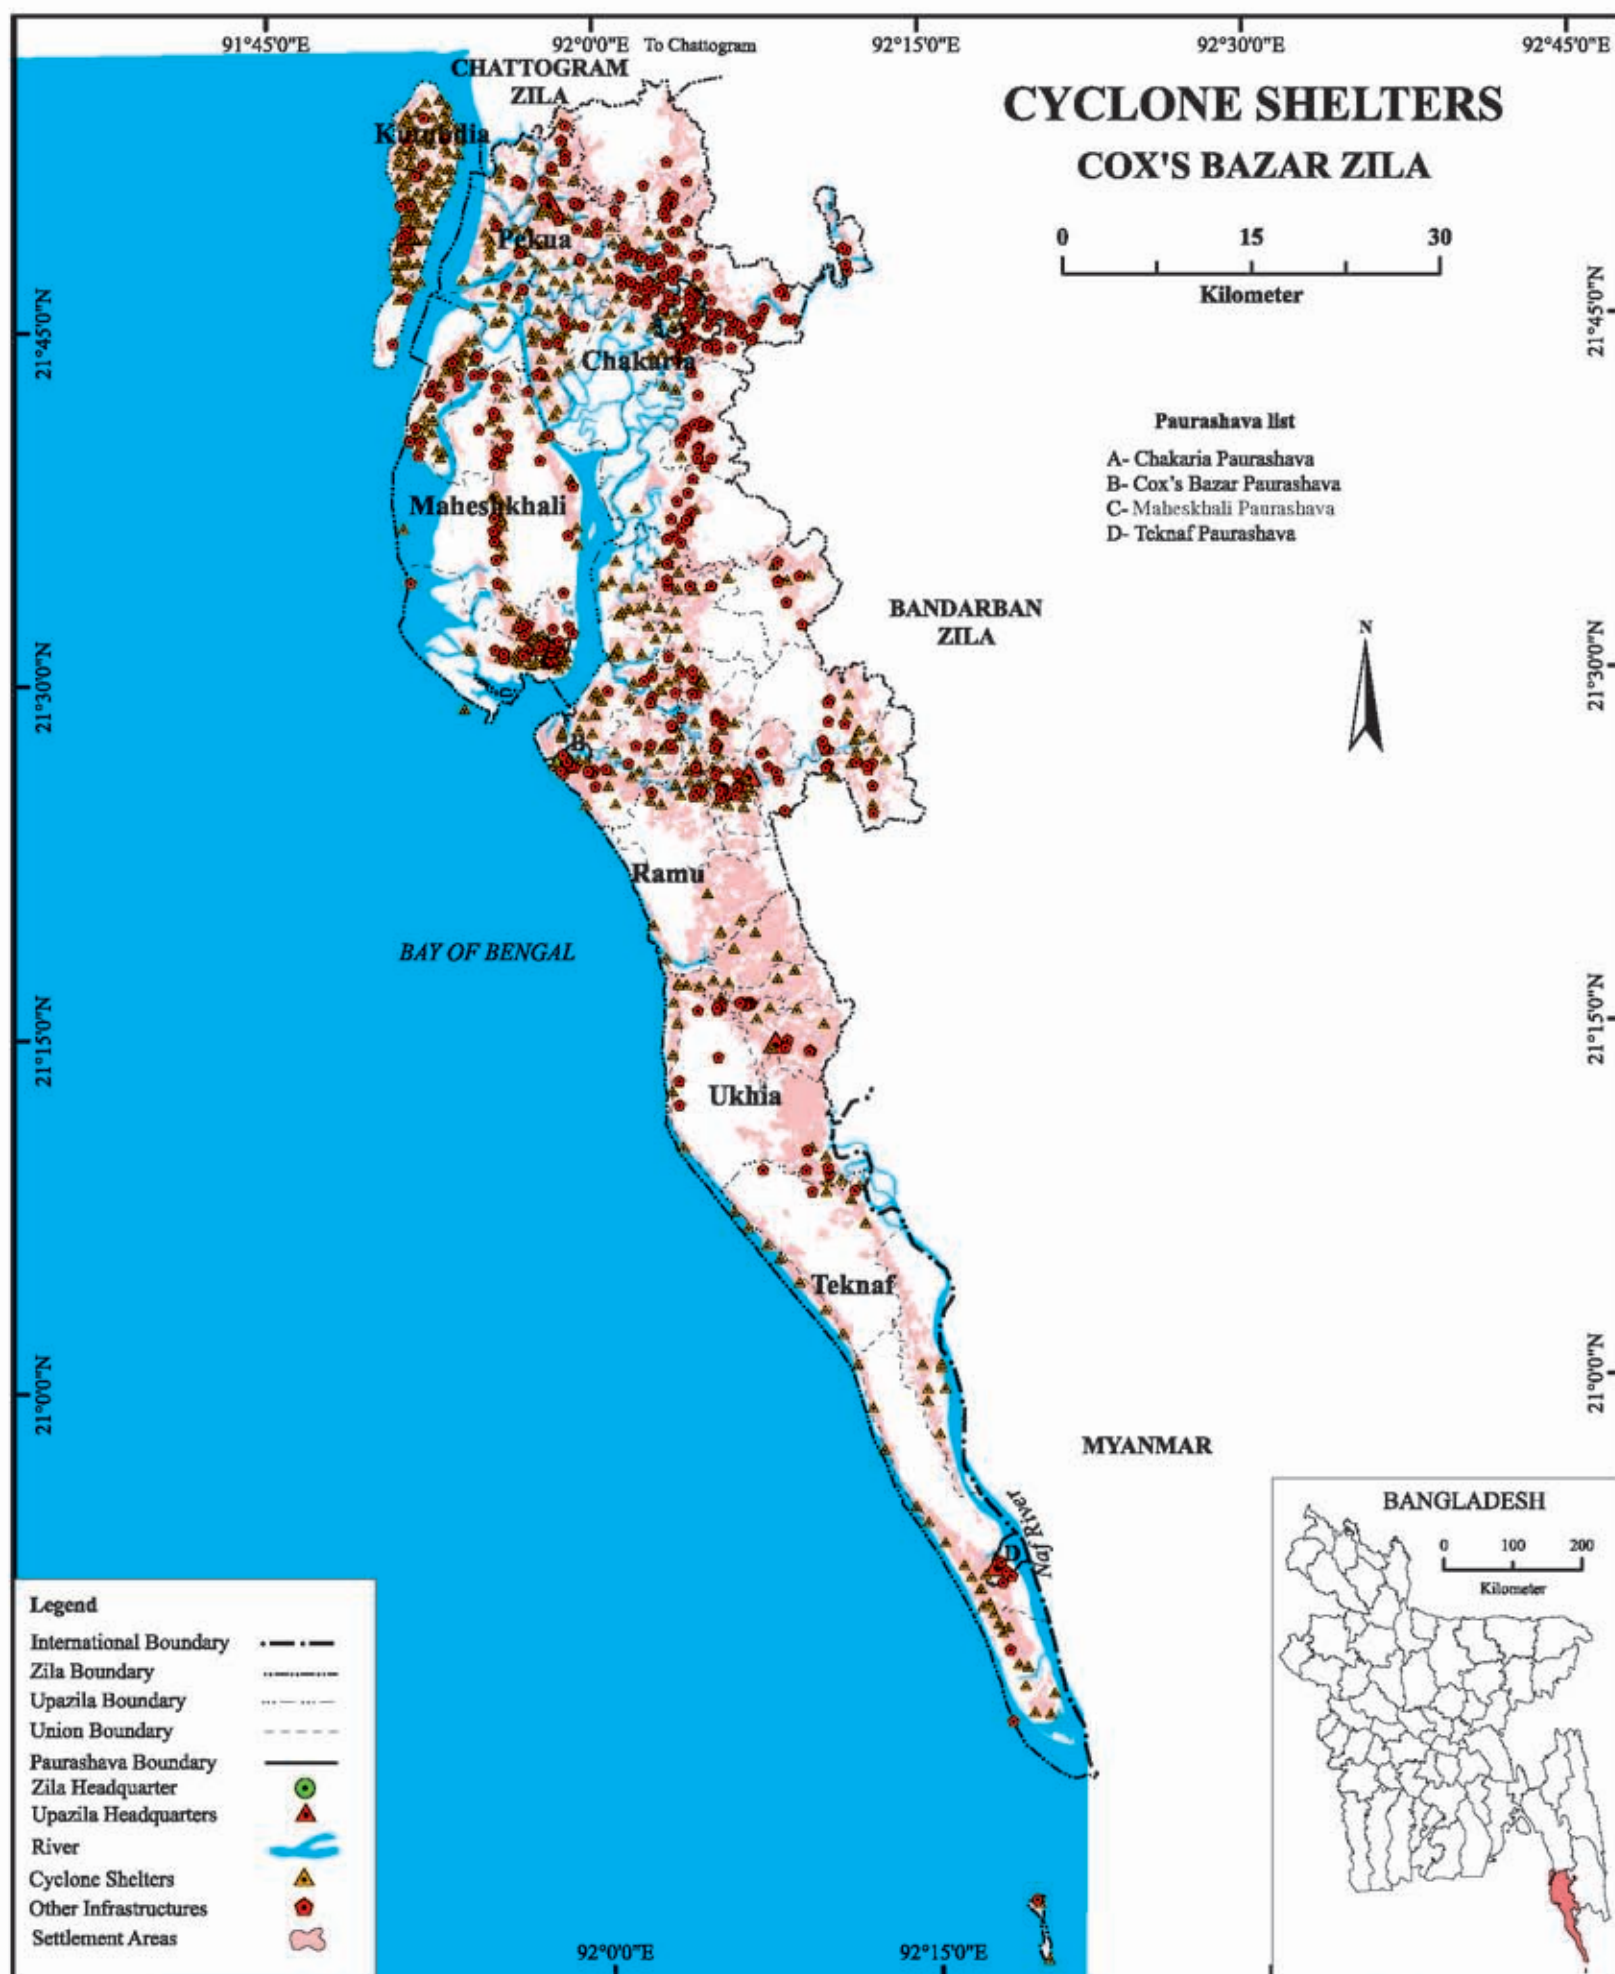 91°45'0"E
92°0'0"E
To Chattogram
92°15'0"E
92°30'0"E
92°45'0"E
CHATTOGRAM
ZILA
CYCLONE SHELTERS
COX'S BAZAR ZILA
Kutubdia
0 15 30
Kilometer
Pekua
21°45'0"N
21°45'0"N
Chakaria
Paurashava list
A- Chakaria Paurashava
B- Cox's Bazar Paurashava
C- Maheskhali Paurashava
D- Teknaf Paurashava
Maheshkhali
BANDARBAN
ZILA
N
21°30'0"N
21°30'0"N
B
Ramu
BAY OF BENGAL
21°15'0"N
21°15'0"N
Ukhia
Teknaf
21°0'0"N
21°0'0"N
MYANMAR
Naf River
D
BANGLADESH
0 100 200
Kilometer
Legend
International Boundary
Zila Boundary
Upazila Boundary
Union Boundary
Paurashava Boundary
Zila Headquarter
Upazila Headquarters
River
Cyclone Shelters
Other Infrastructures
Settlement Areas
92°0'0"E
92°15'0"E